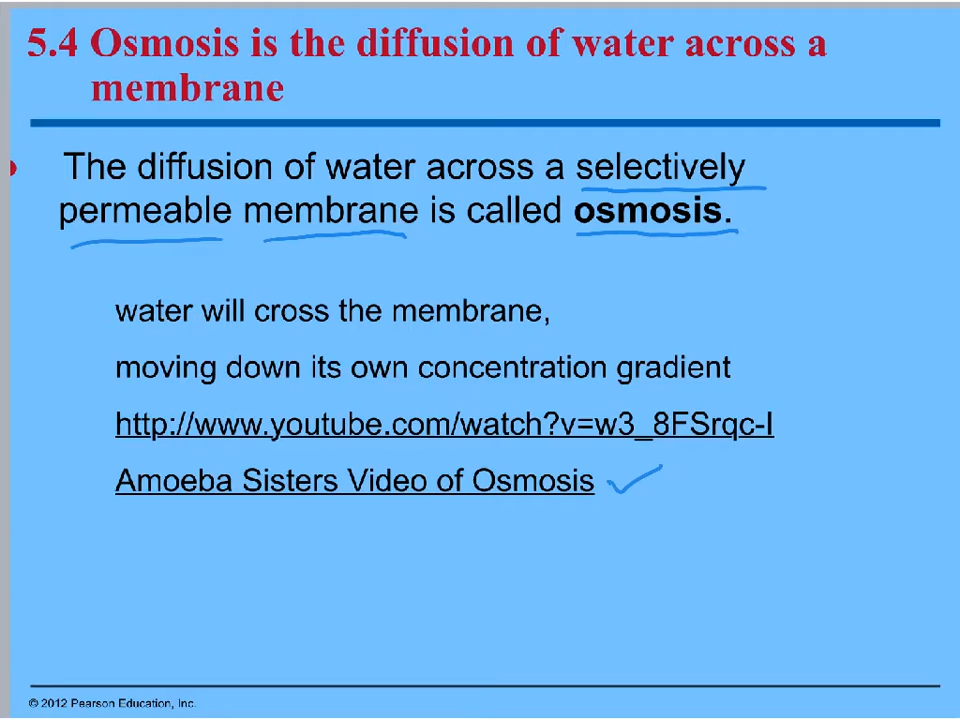 5.4 Osmosis is the diffusion of water across a
membrane
The diffusion of water across a selectively
permeable membrane is called osmosis.
water will cross the membrane,
moving down its own concentration gradient
http://www.youtube.com/watch?v=w3_8FSrqc-I
Amoeba Sisters Video of Osmosis
© 2012 Pearson Education, Inc.